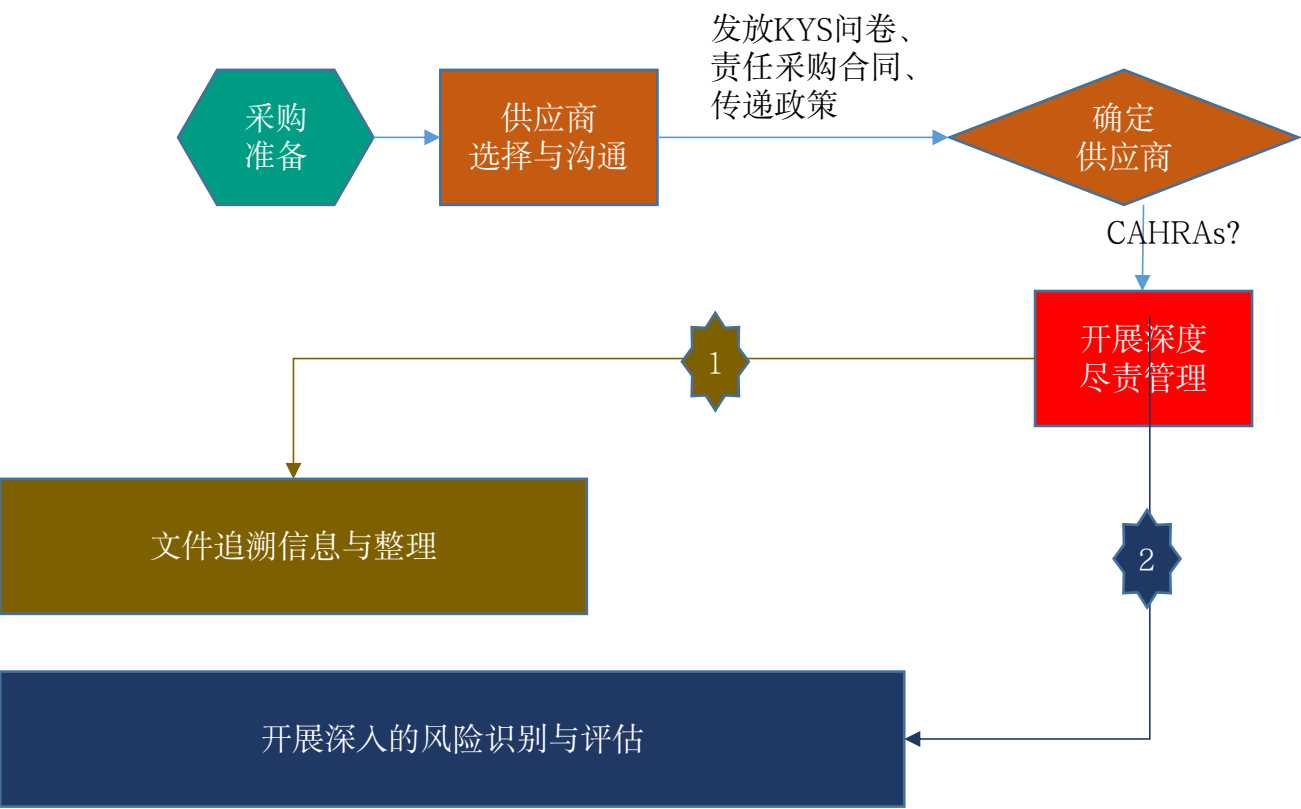 发放KYS问卷、
责任采购合同、
传递政策
采购
准备
供应商
选择与沟通
确定
供应商
CAHRAs?
开展深度
尽责管理
1
文件追溯信息与整理
2
开展深入的风险识别与评估